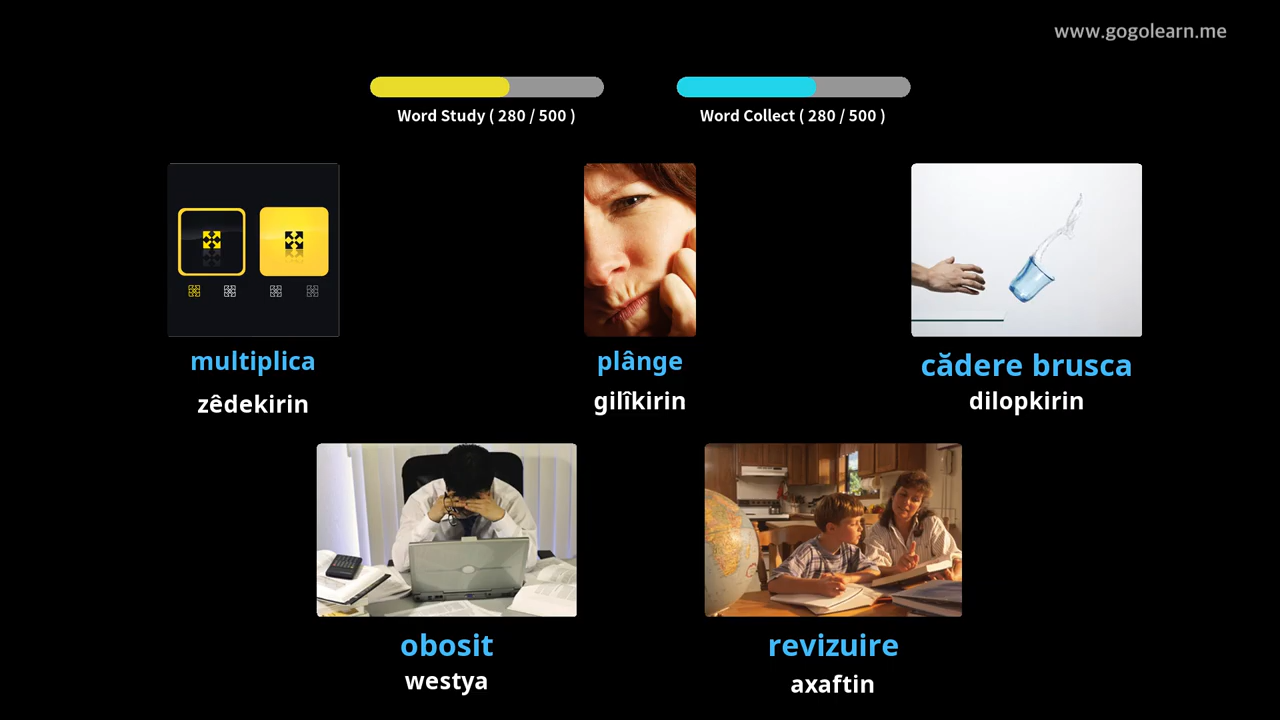 www.gogolearn.me
Word Study ( 280 / 500 )
Word Collect ( 280 / 500 )
multiplica
zêdekirin
plânge
gilîkirin
cădere brusca
dilopkirin
obosit
westya
revizuire
axaftin